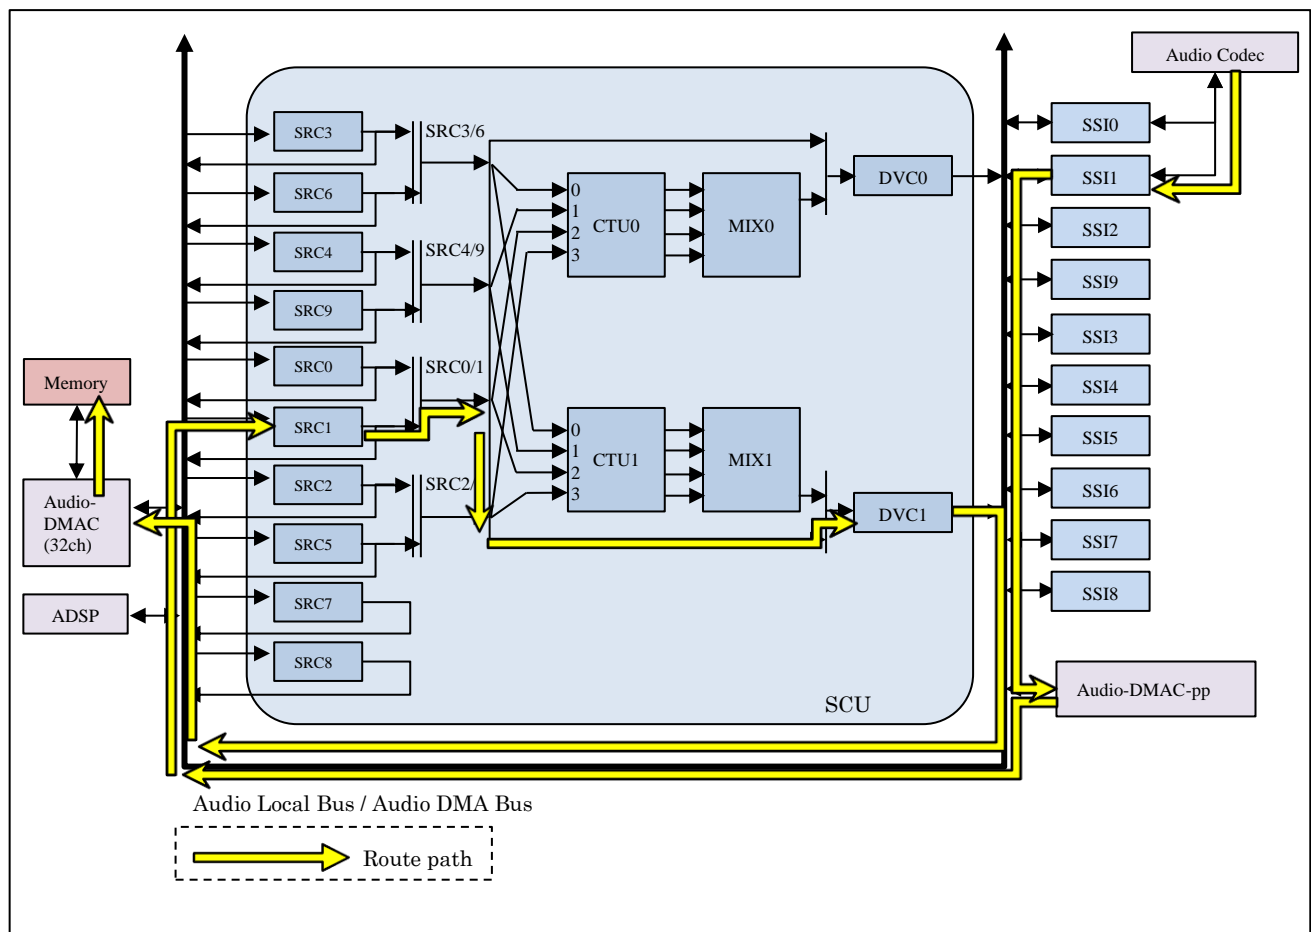 Audio Codec
SRC3
SRC3/6
SSI0
SRC6
DVC0
SSI1
0
1
2
3
CTU0
MIX0
SSI2
SRC4
SRC4/9
SSI9
SRC9
SSI3
SRC0
SRC0/1
Memory
SSI4
SRC1
0
1
2
3
CTU1
MIX1
SSI5
SRC2
SRC2/
SSI6
Audio-
DMAC
(32ch)
DVC1
SRC5
SSI7
SRC7
SSI8
ADSP
SRC8
SCU
Audio-DMAC-pp
Audio Local Bus / Audio DMA Bus
Route path